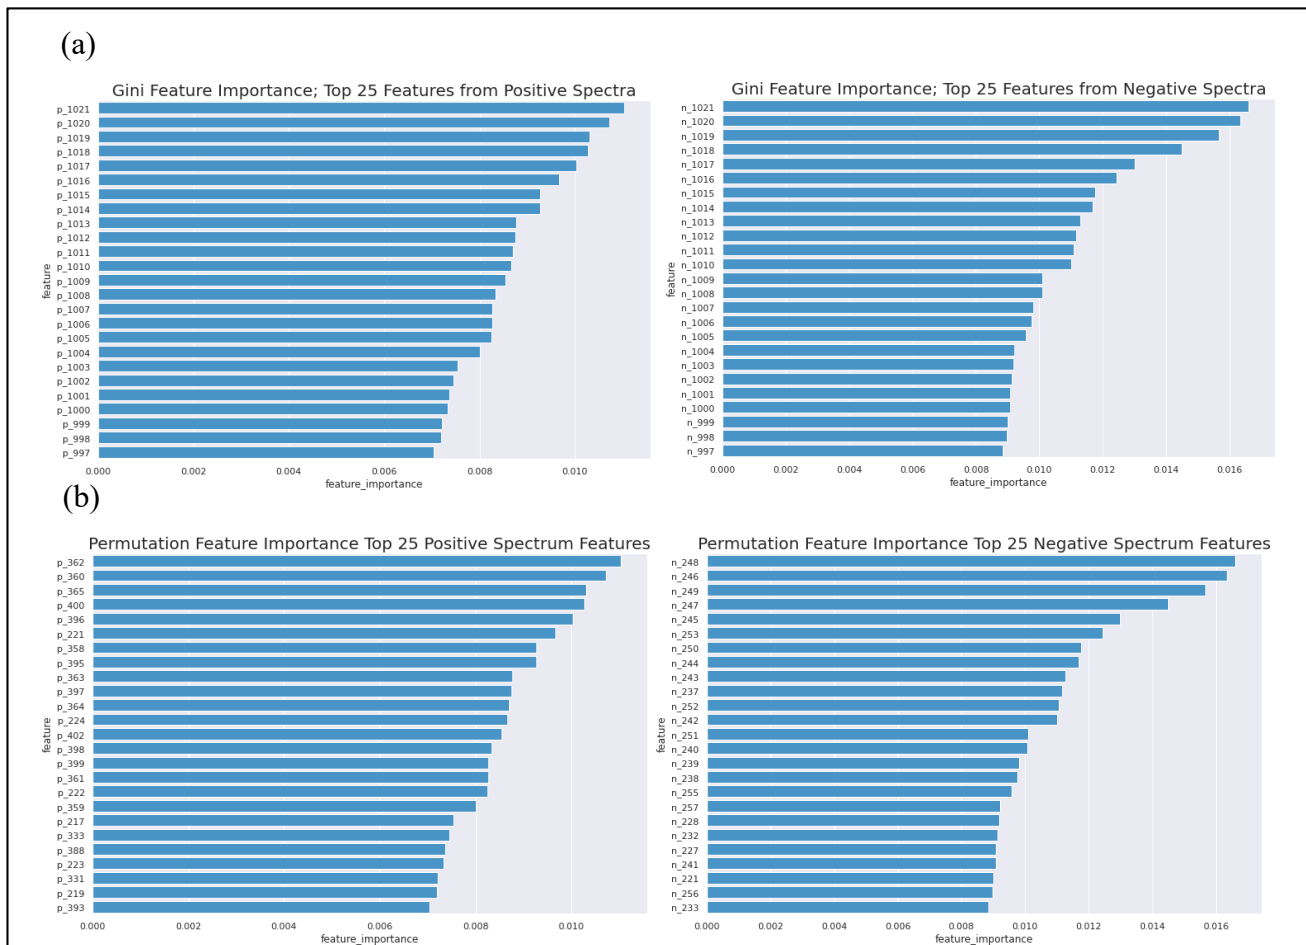 (a)
Gini Feature Importance; Top 25 Features from Positive Spectra
p_1021
p_1020
p_1019
p_1018
p_1017
p_1016
p_1015
p_1014
p_1013
p_1012
p_1011
p_1010
p_1009
p_1008
p_1007
p_1006
p_1005
p_1004
p_1003
p_1002
p_1001
p_1000
p_999
p_998
p_997
feature
0.000 0.002 0.004 0.006 0.008 0.010
feature_importance
Gini Feature Importance; Top 25 Features from Negative Spectra
n_1021
n_1020
n_1019
n_1018
n_1017
n_1016
n_1015
n_1014
n_1013
n_1012
n_1011
n_1010
n_1009
n_1008
n_1007
n_1006
n_1005
n_1004
n_1003
n_1002
n_1001
n_1000
n_999
n_998
n_997
feature
0.000 0.002 0.004 0.006 0.008 0.010 0.012 0.014 0.016
feature_importance
(b)
Permutation Feature Importance Top 25 Positive Spectrum Features
p_362
p_360
p_365
p_400
p_396
p_221
p_358
p_395
p_363
p_397
p_364
p_224
p_402
p_398
p_399
p_361
p_222
p_359
p_217
p_333
p_388
p_223
p_331
p_219
p_393
feature
0.000 0.002 0.004 0.006 0.008 0.010
feature_importance
Permutation Feature Importance Top 25 Negative Spectrum Features
n_248
n_246
n_249
n_247
n_245
n_253
n_250
n_244
n_243
n_237
n_252
n_242
n_251
n_240
n_239
n_238
n_255
n_257
n_228
n_232
n_227
n_241
n_221
n_256
n_233
feature
0.000 0.002 0.004 0.006 0.008 0.010 0.012 0.014 0.016
feature_importance